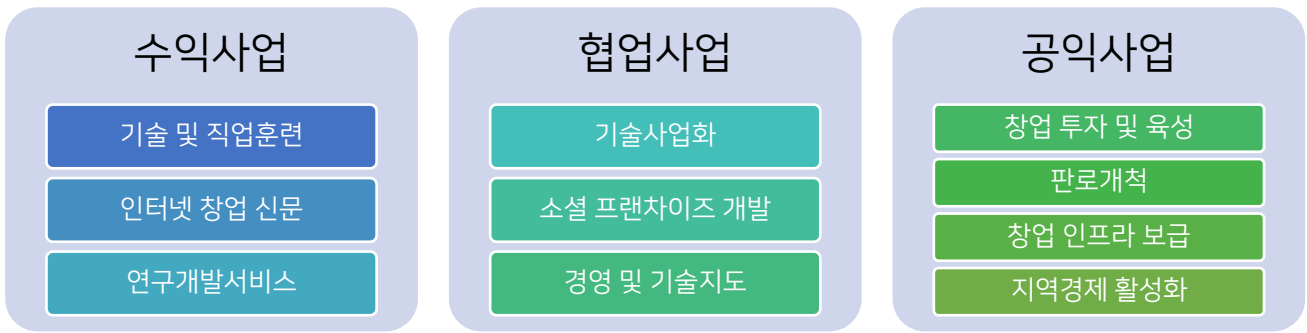 수익사업
기술 및 직업훈련
인터넷 창업 신문
연구개발서비스
협업사업
기술사업화
소셜 프랜차이즈 개발
경영 및 기술지도
공익사업
창업 투자 및 육성
판로개척
창업 인프라 보급
지역경제 활성화